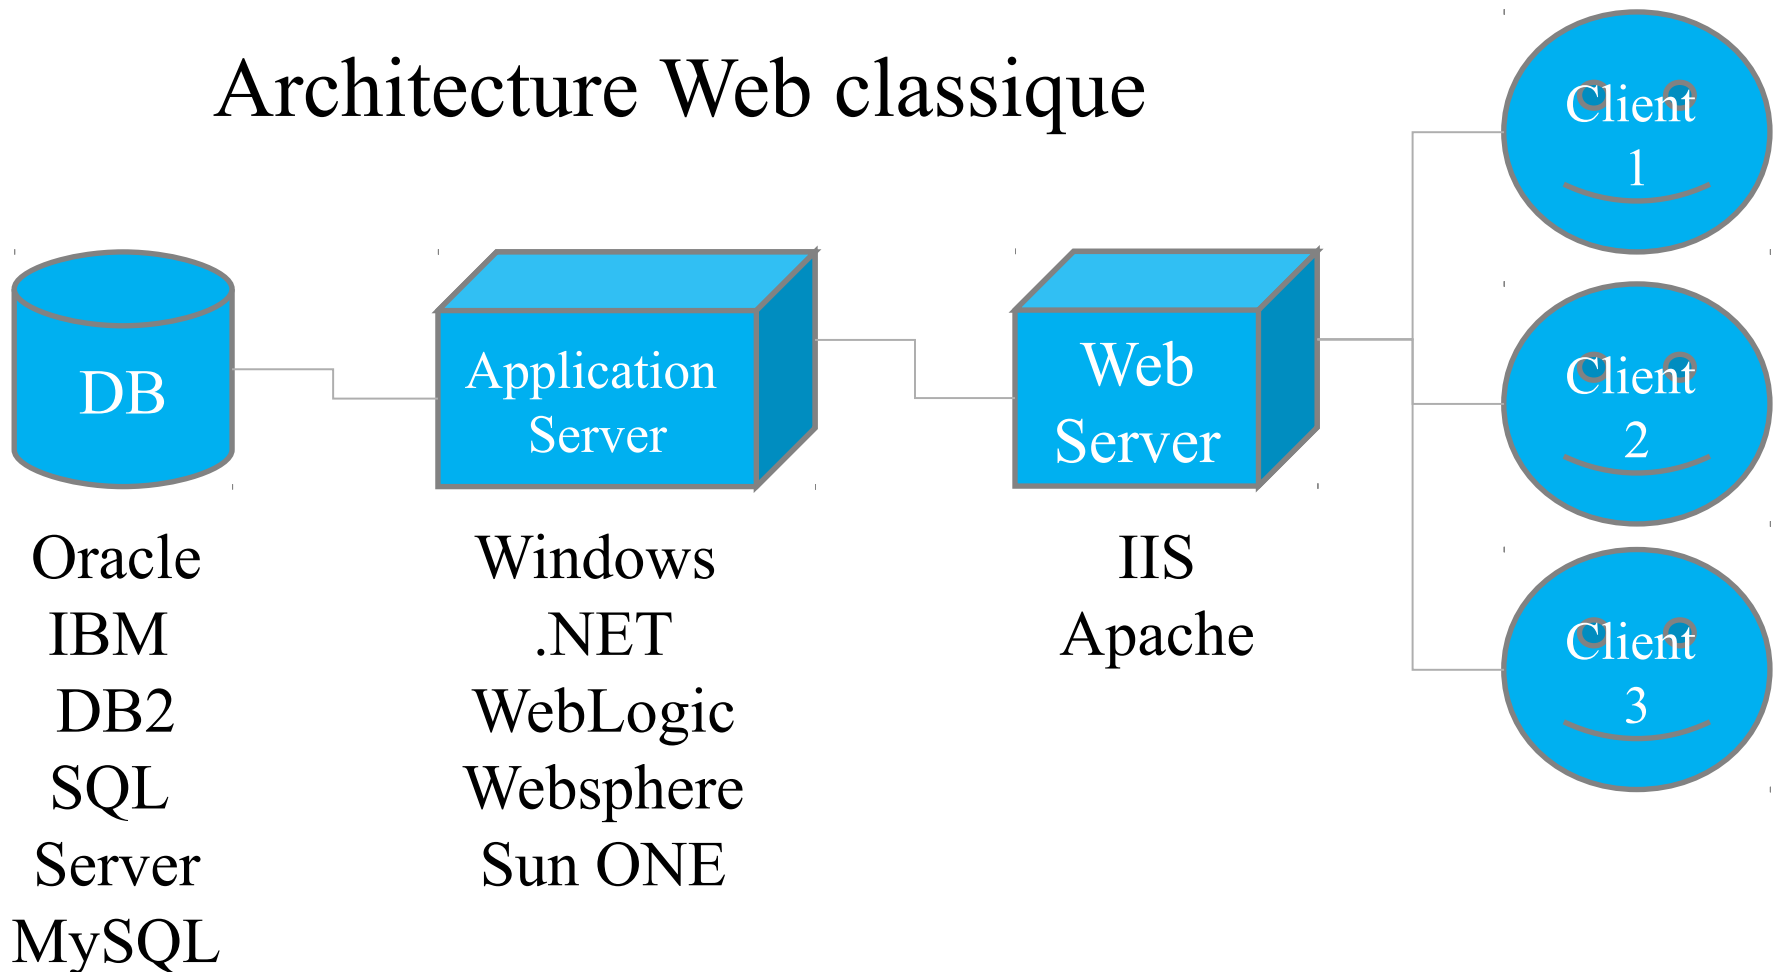 Architecture Web classique
DB
Application
Server
Web
Server
Client
1
Client
2
Client
3
Oracle
IBM
DB2
SQL
Server
MySQL
Windows
.NET
WebLogic
Websphere
Sun ONE
IIS
Apache